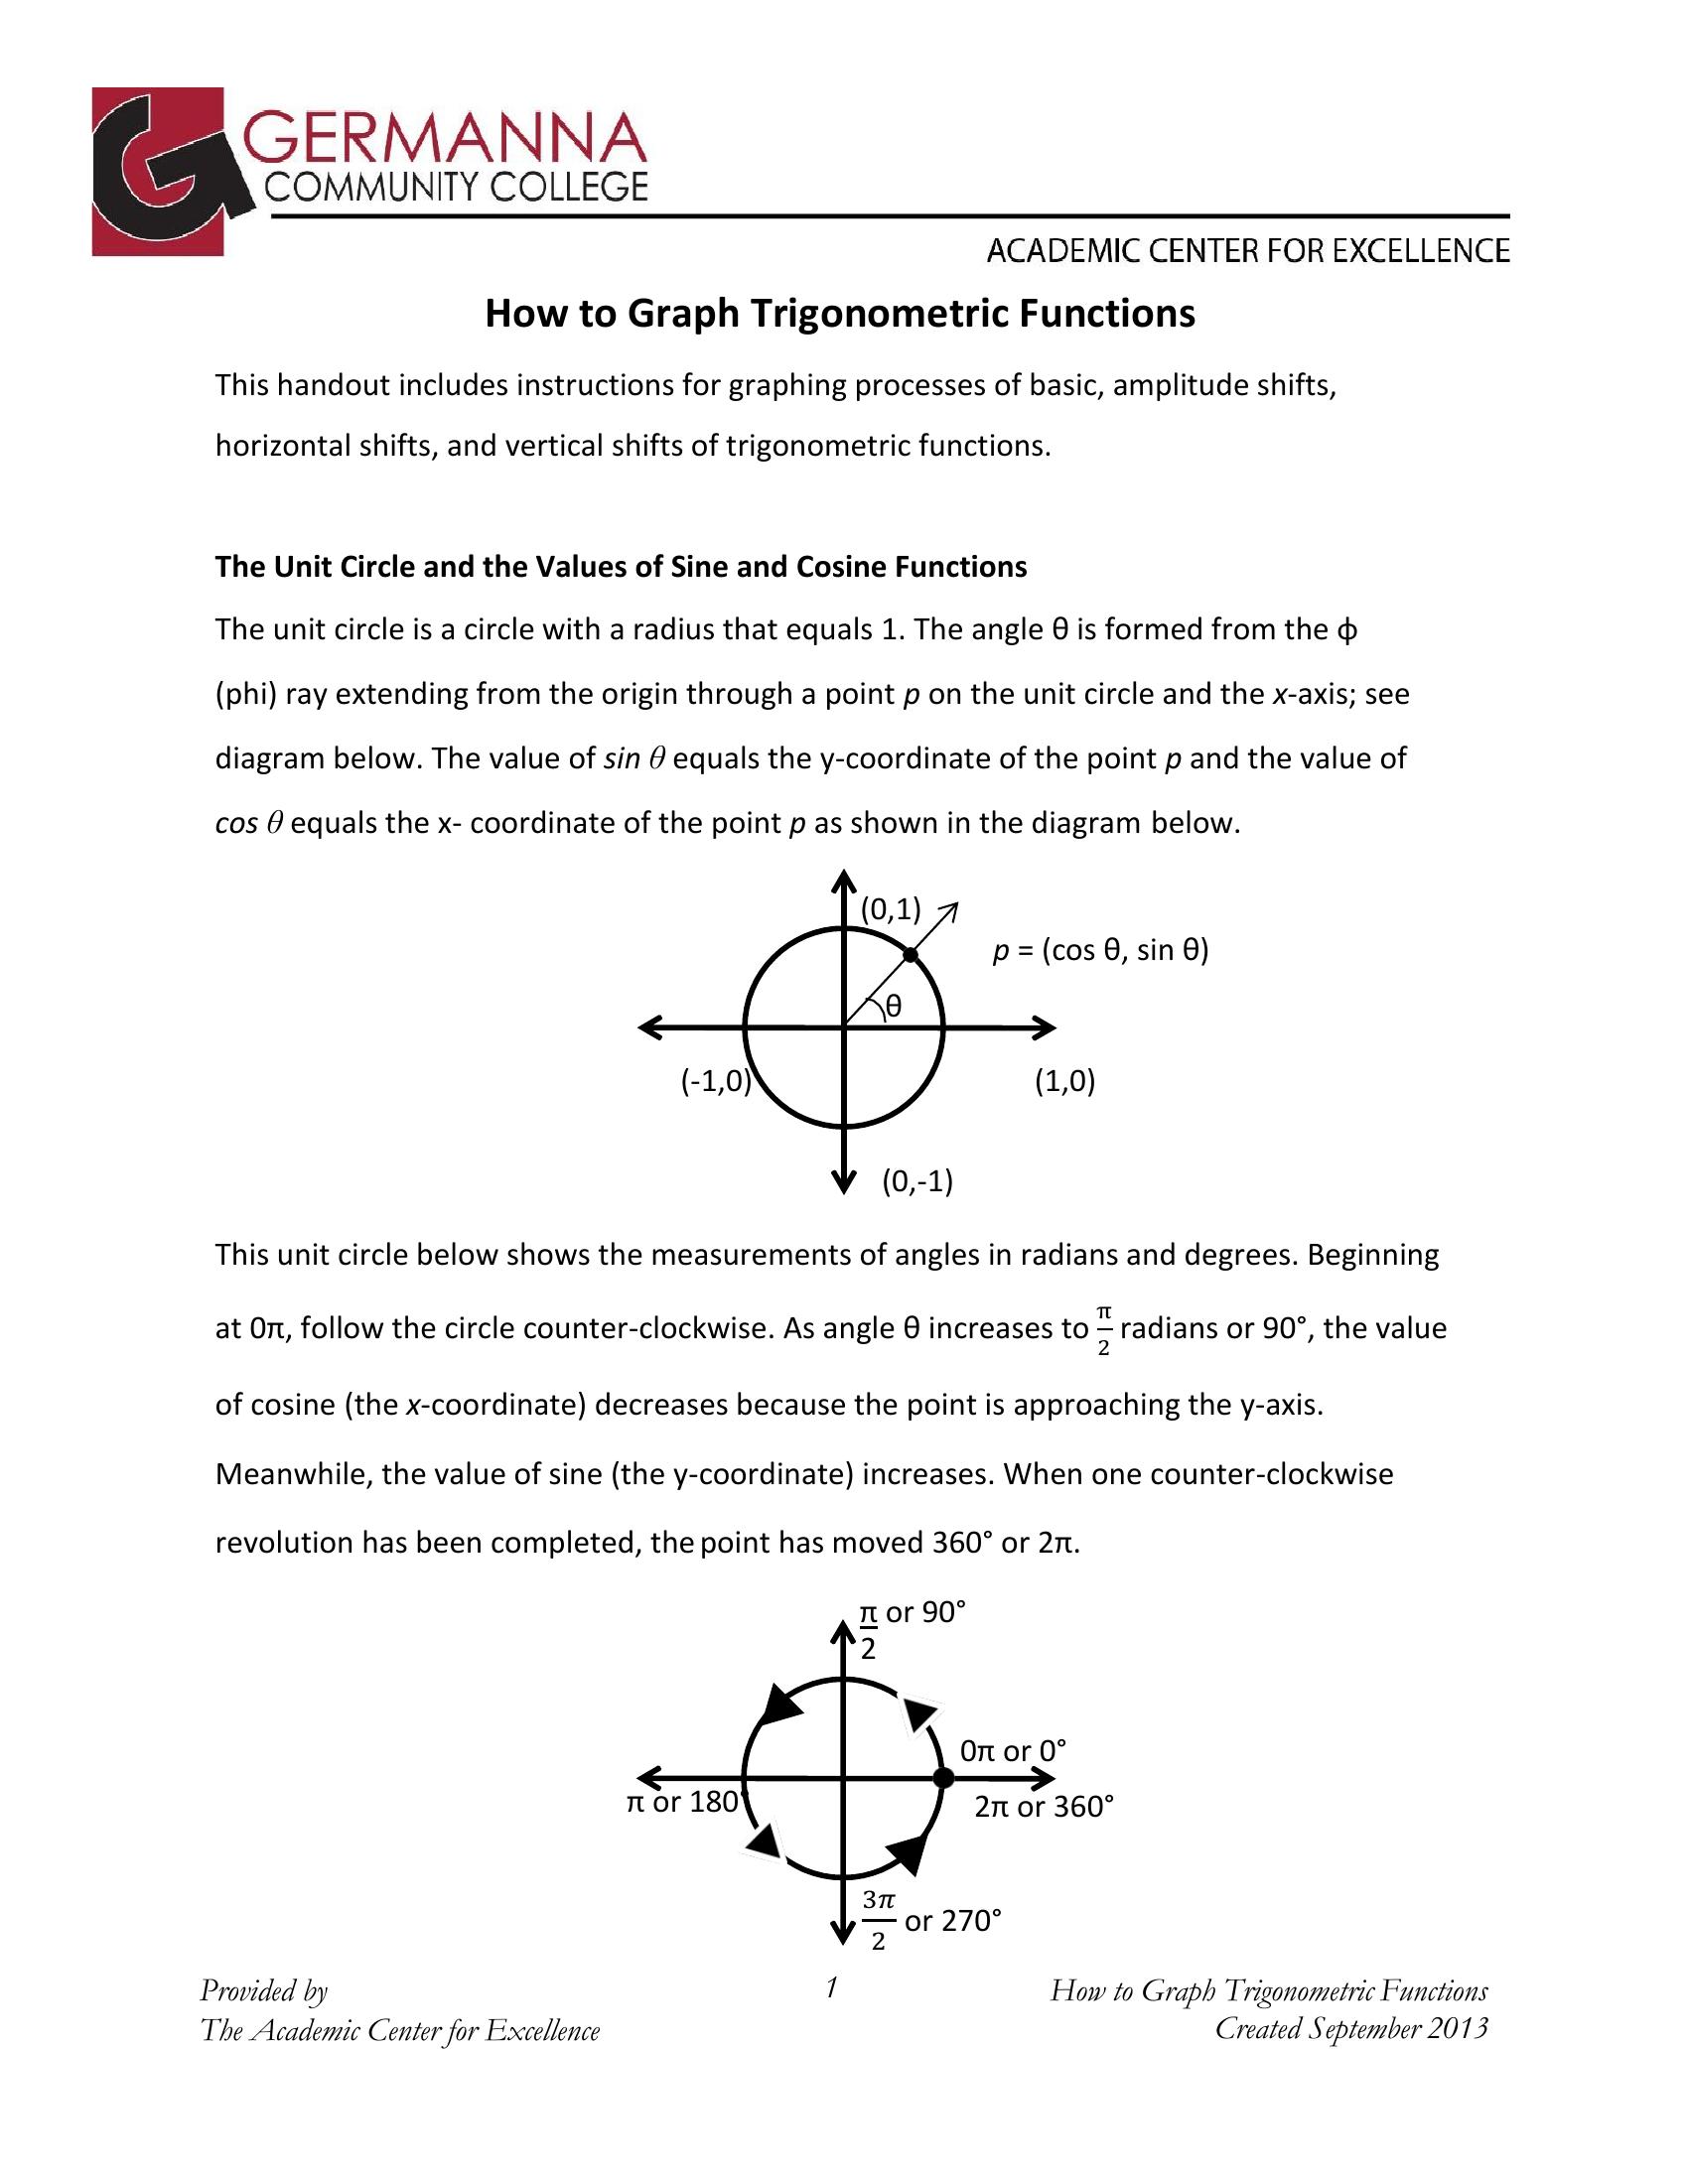 GERMANNA
COMMUNITY COLLEGE
ACADEMIC CENTER FOR EXCELLENCE
How to Graph Trigonometric Functions
This handout includes instructions for graphing processes of basic, amplitude shifts,
horizontal shifts, and vertical shifts of trigonometric functions.
The Unit Circle and the Values of Sine and Cosine Functions
The unit circle is a circle with a radius that equals 1. The angle θ is formed from the ϕ
(phi) ray extending from the origin through a point p on the unit circle and the x-axis; see
diagram below. The value of sin θ equals the y-coordinate of the point p and the value of
cos θ equals the x- coordinate of the point p as shown in the diagram below.
(0,1)
p = (cos θ, sin θ)
θ
(-1,0)
(1,0)
(0,-1)
This unit circle below shows the measurements of angles in radians and degrees. Beginning
at 0π, follow the circle counter-clockwise. As angle θ increases to π/2 radians or 90°, the value
of cosine (the x-coordinate) decreases because the point is approaching the y-axis.
Meanwhile, the value of sine (the y-coordinate) increases. When one counter-clockwise
revolution has been completed, the point has moved 360° or 2π.
π/2 or 90°
0π or 0°
π or 180°
2π or 360°
3π/2 or 270°
Provided by
The Academic Center for Excellence
1
How to Graph Trigonometric Functions
Created September 2013